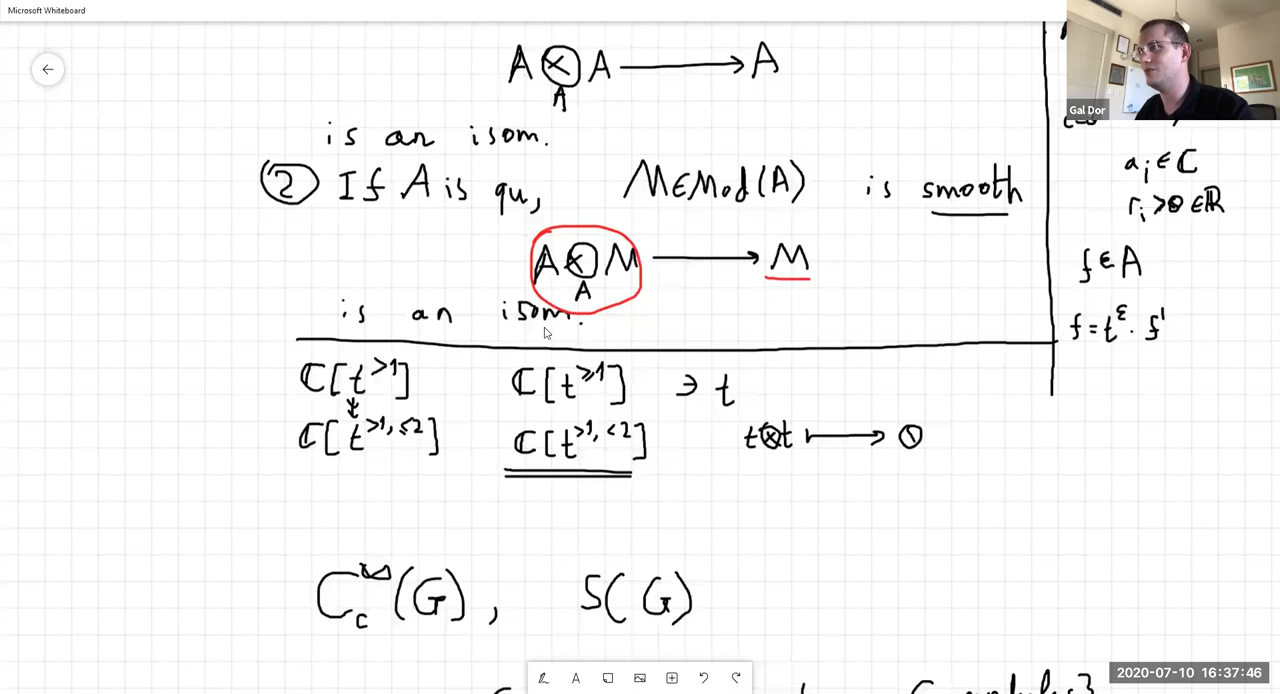 Microsoft Whiteboard
A ⊗_A A ⟶ A
is an isom.
② If A is qu, M∈Mod(A) is smooth
A ⊗_A M ⟶ M
is an isom.
ℂ[t^{>1}] ℂ[t^{≥1}] ∋ t
↓
ℂ[t^{>1,≤2}] ℂ[t^{>1,<2}] t⊗t ⟼ 0
C_c^∞(G), S(G)
Gal Dor
a_i∈ℂ
r_i>0∈ℝ
f∈A
f=t^ε·f'
A
2020-07-10 16:37:46